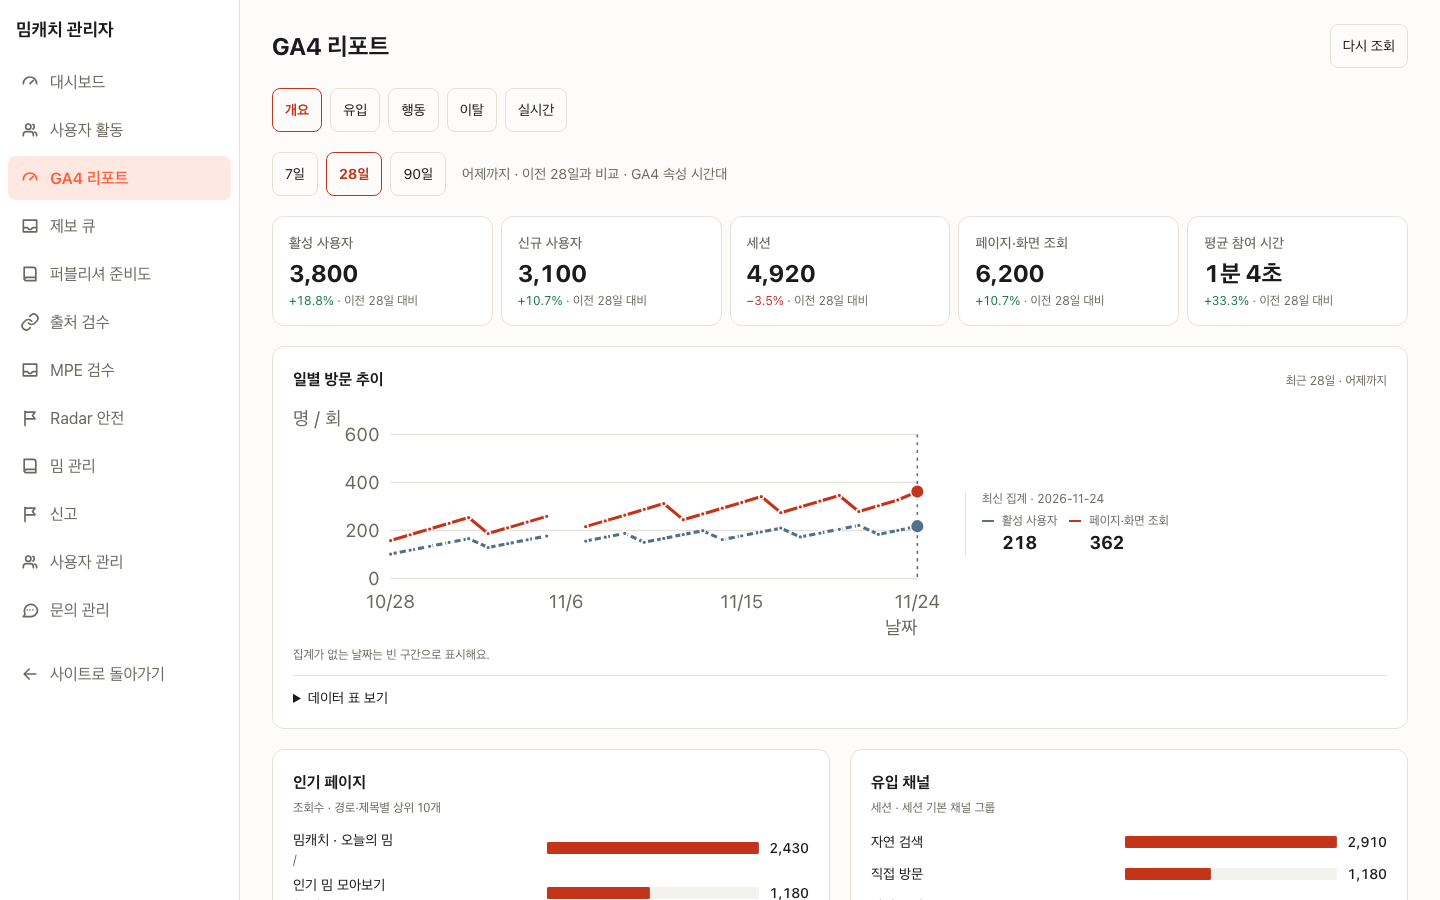 밈캐치 관리자
대시보드
사용자 활동
GA4 리포트
제보 큐
퍼블리셔 준비도
출처 검수
MPE 검수
Radar 안전
밈 관리
신고
사용자 관리
문의 관리
사이트로 돌아가기
GA4 리포트
다시 조회
개요 유입 행동 이탈 실시간
7일 28일 90일 어제까지 · 이전 28일과 비교 · GA4 속성 시간대
활성 사용자
3,800
+18.8% · 이전 28일 대비
신규 사용자
3,100
+10.7% · 이전 28일 대비
세션
4,920
−3.5% · 이전 28일 대비
페이지·화면 조회
6,200
+10.7% · 이전 28일 대비
평균 참여 시간
1분 4초
+33.3% · 이전 28일 대비
일별 방문 추이
최근 28일 · 어제까지
명 / 회
600
400
200
0
10/28 11/6 11/15 11/24
날짜
최신 집계 · 2026-11-24
활성 사용자 페이지·화면 조회
218 362
집계가 없는 날짜는 빈 구간으로 표시해요.
▶ 데이터 표 보기
인기 페이지
조회수 · 경로·제목별 상위 10개
밈캐치 · 오늘의 밈 2,430
/
인기 밈 모아보기 1,180
유입 채널
세션 · 세션 기본 채널 그룹
자연 검색 2,910
직접 방문 1,180